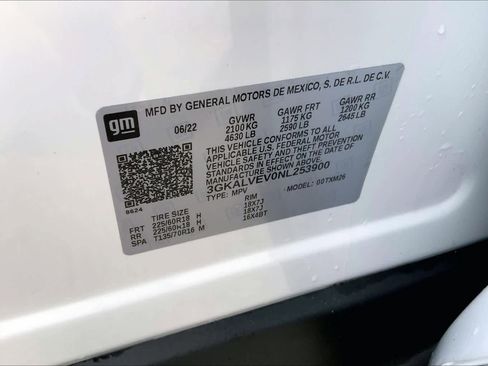 MFD BY GENERAL MOTORS DE MEXICO, S. DE R.L. DE C.V.
gm
06/22 GVWR GAWR FRT GAWR RR
2100 KG 1175 KG 1200 KG
4630 LB 2590 LB 2645 LB
THIS VEHICLE CONFORMS TO ALL APPLICABLE
U.S. FEDERAL MOTOR VEHICLE SAFETY, BUMPER,
AND THEFT PREVENTION STANDARDS IN EFFECT
ON THE DATE OF MANUFACTURE SHOWN ABOVE.
3GKALVEV0NL253900
TYPE: MPV MODEL: 00TXM26
8624
TIRE SIZE RIM
FRT 225/60R18 H 18X7J
RR 225/60R18 H 18X7J
SPA T135/70R16 M 16X4BT